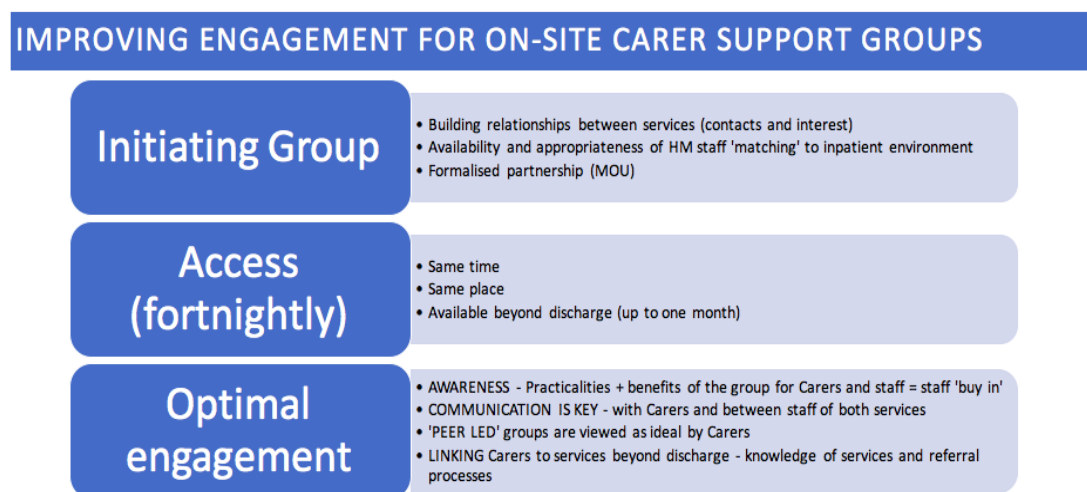 IMPROVING ENGAGEMENT FOR ON-SITE CARER SUPPORT GROUPS
Initiating Group
• Building relationships between services (contacts and interest)
• Availability and appropriateness of HM staff 'matching' to inpatient environment
• Formalised partnership (MOU)
Access
(fortnightly)
• Same time
• Same place
• Available beyond discharge (up to one month)
Optimal
engagement
• AWARENESS - Practicalities + benefits of the group for Carers and staff = staff 'buy in'
• COMMUNICATION IS KEY - with Carers and between staff of both services
• 'PEER LED' groups are viewed as ideal by Carers
• LINKING Carers to services beyond discharge - knowledge of services and referral
processes